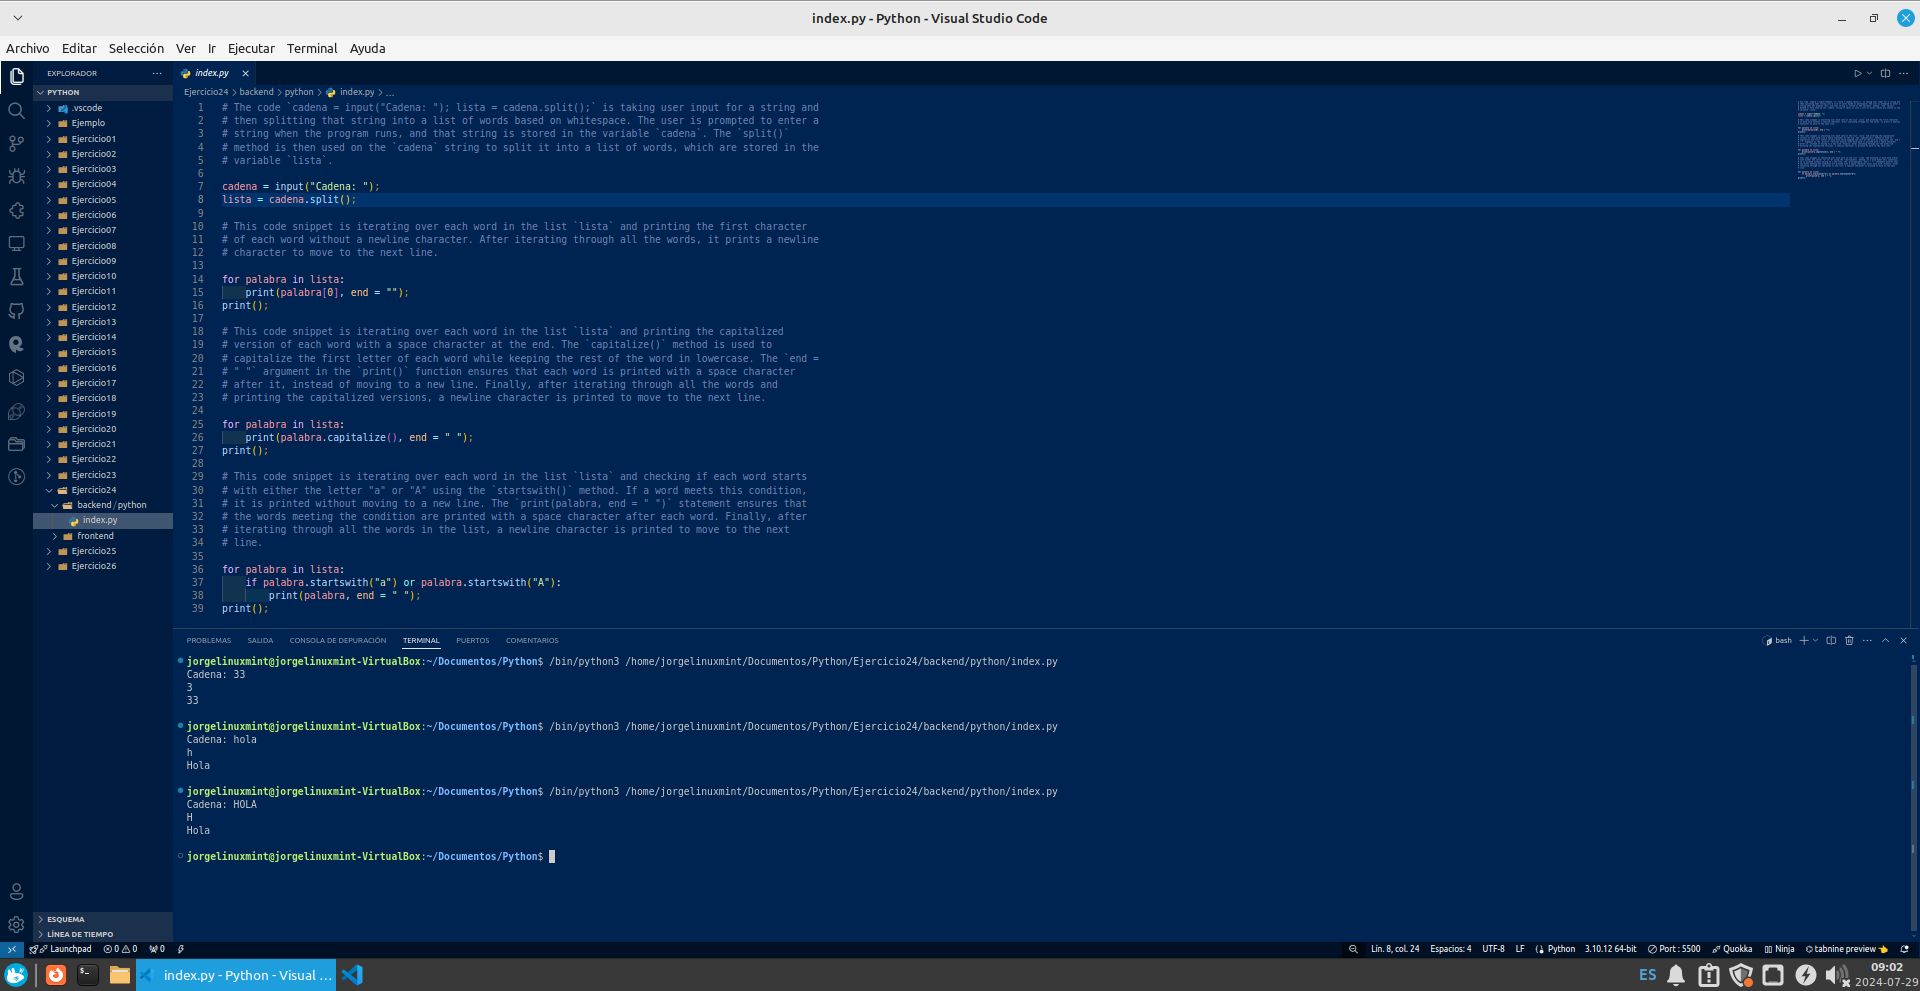 index.py - Python - Visual Studio Code
Archivo Editar Selección Ver Ir Ejecutar Terminal Ayuda
EXPLORADOR
PYTHON
.vscode
Ejemplo
Ejercicio01
Ejercicio02
Ejercicio03
Ejercicio04
Ejercicio05
Ejercicio06
Ejercicio07
Ejercicio08
Ejercicio09
Ejercicio10
Ejercicio11
Ejercicio12
Ejercicio13
Ejercicio14
Ejercicio15
Ejercicio16
Ejercicio17
Ejercicio18
Ejercicio19
Ejercicio20
Ejercicio21
Ejercicio22
Ejercicio23
Ejercicio24
backend / python
index.py
frontend
Ejercicio25
Ejercicio26
ESQUEMA
LÍNEA DE TIEMPO
index.py
Ejercicio24 > backend > python > index.py > ...
1 # The code `cadena = input("Cadena: "); lista = cadena.split();` is taking user input for a string and
2 # then splitting that string into a list of words based on whitespace. The user is prompted to enter a
3 # string when the program runs, and that string is stored in the variable `cadena`. The `split()`
4 # method is then used on the `cadena` string to split it into a list of words, which are stored in the
5 # variable `lista`.
6
7 cadena = input("Cadena: ");
8 lista = cadena.split();
9
10 # This code snippet is iterating over each word in the list `lista` and printing the first character
11 # of each word without a newline character. After iterating through all the words, it prints a newline
12 # character to move to the next line.
13
14 for palabra in lista:
15     print(palabra[0], end = "");
16 print();
17
18 # This code snippet is iterating over each word in the list `lista` and printing the capitalized
19 # version of each word with a space character at the end. The `capitalize()` method is used to
20 # capitalize the first letter of each word while keeping the rest of the word in lowercase. The `end =
21 # " "` argument in the `print()` function ensures that each word is printed with a space character
22 # after it, instead of moving to a new line. Finally, after iterating through all the words and
23 # printing the capitalized versions, a newline character is printed to move to the next line.
24
25 for palabra in lista:
26     print(palabra.capitalize(), end = " ");
27 print();
28
29 # This code snippet is iterating over each word in the list `lista` and checking if each word starts
30 # with either the letter "a" or "A" using the `startswith()` method. If a word meets this condition,
31 # it is printed without moving to a new line. The `print(palabra, end = " ")` statement ensures that
32 # the words meeting the condition are printed with a space character after each word. Finally, after
33 # iterating through all the words in the list, a newline character is printed to move to the next
34 # line.
35
36 for palabra in lista:
37     if palabra.startswith("a") or palabra.startswith("A"):
38         print(palabra, end = " ");
39 print();
PROBLEMAS SALIDA CONSOLA DE DEPURACIÓN TERMINAL PUERTOS COMENTARIOS
bash
jorgelinuxmint@jorgelinuxmint-VirtualBox:~/Documentos/Python$ /bin/python3 /home/jorgelinuxmint/Documentos/Python/Ejercicio24/backend/python/index.py
Cadena: 33
3
33
jorgelinuxmint@jorgelinuxmint-VirtualBox:~/Documentos/Python$ /bin/python3 /home/jorgelinuxmint/Documentos/Python/Ejercicio24/backend/python/index.py
Cadena: hola
h
Hola
jorgelinuxmint@jorgelinuxmint-VirtualBox:~/Documentos/Python$ /bin/python3 /home/jorgelinuxmint/Documentos/Python/Ejercicio24/backend/python/index.py
Cadena: HOLA
H
Hola
jorgelinuxmint@jorgelinuxmint-VirtualBox:~/Documentos/Python$
Launchpad 0 0 0 Lín. 8, col. 24 Espacios: 4 UTF-8 LF Python 3.10.12 64-bit Port : 5500 Quokka Ninja tabnine preview
index.py - Python - Visual ...
ES
09:02
2024-07-29